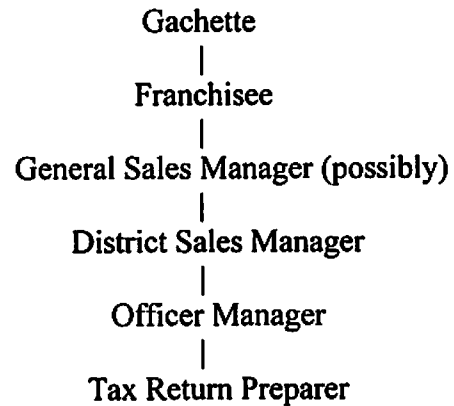 Gachette
Franchisee
General Sales Manager (possibly)
District Sales Manager
Officer Manager
Tax Return Preparer